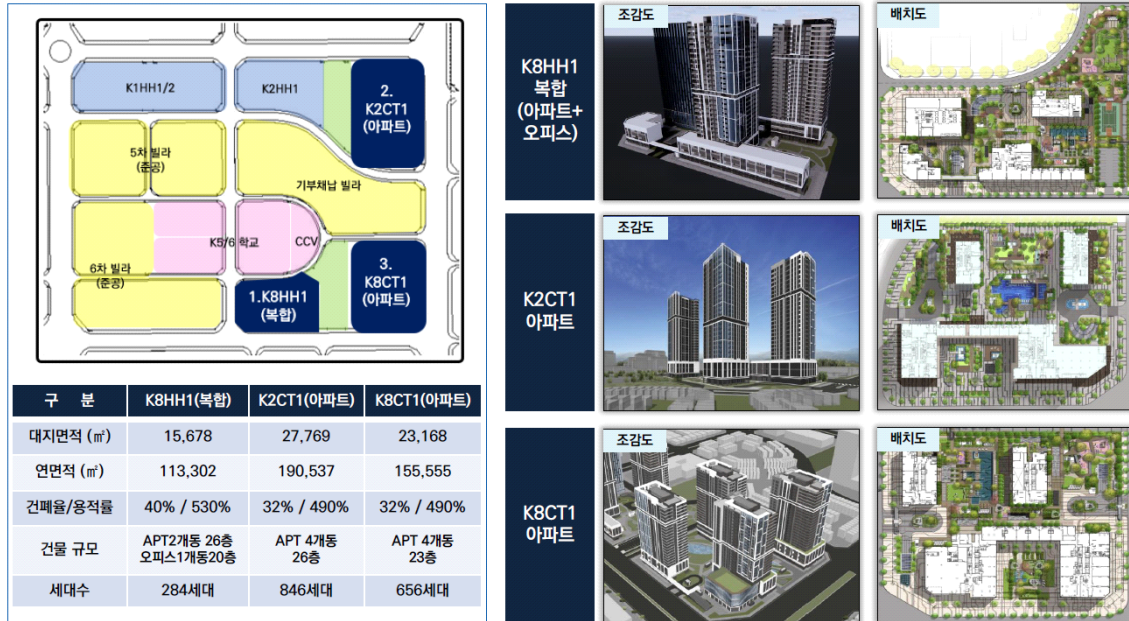 K1HH1/2
K2HH1
2.
K2CT1
(아파트)
5차 빌라
(준공)
기부채납 빌라
K5/6 학교
CCV
6차 빌라
(준공)
1.K8HH1
(복합)
3.
K8CT1
(아파트)
구 분 K8HH1(복합) K2CT1(아파트) K8CT1(아파트)
대지면적 (㎡) 15,678 27,769 23,168
연면적 (㎡) 113,302 190,537 155,555
건폐율/용적률 40% / 530% 32% / 490% 32% / 490%
건물 규모 APT2개동 26층 오피스1개동20층 APT 4개동 26층 APT 4개동 23층
세대수 284세대 846세대 656세대
K8HH1
복합
(아파트+
오피스)
조감도
배치도
K2CT1
아파트
조감도
배치도
K8CT1
아파트
조감도
배치도